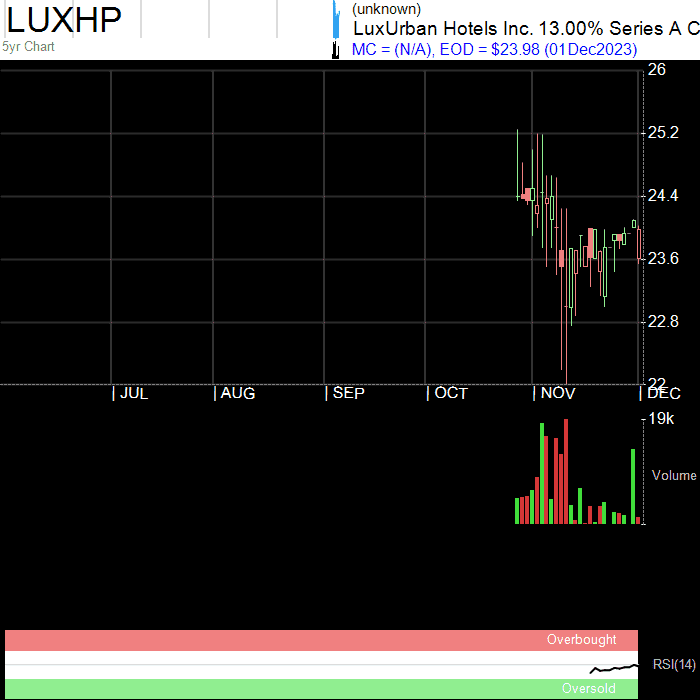 LUXHP
5yr Chart
(unknown)
LuxUrban Hotels Inc. 13.00% Series A C
MC = (N/A), EOD = $23.98 (01Dec2023)
26
25.2
24.4
23.6
22.8
22
JUL
AUG
SEP
OCT
NOV
DEC
19k
Volume
Overbought
RSI(14)
Oversold